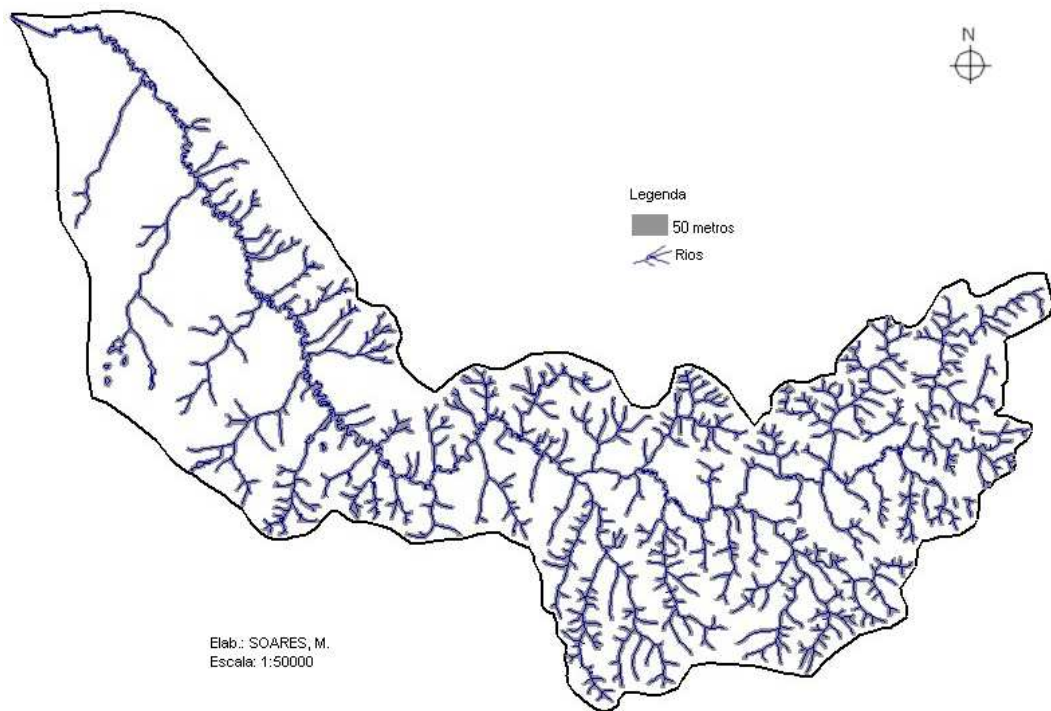 N
Legenda
50 metros
Rios
Elab.: SOARES, M.
Escala: 1:50000